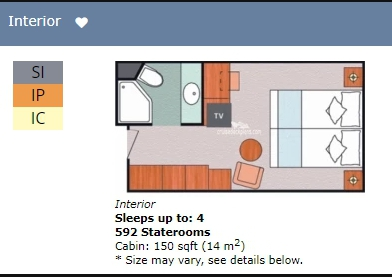 Interior
SI
IP
IC
TV
Interior
Sleeps up to: 4
592 Staterooms
Cabin: 150 sqft (14 m²)
* Size may vary, see details below.